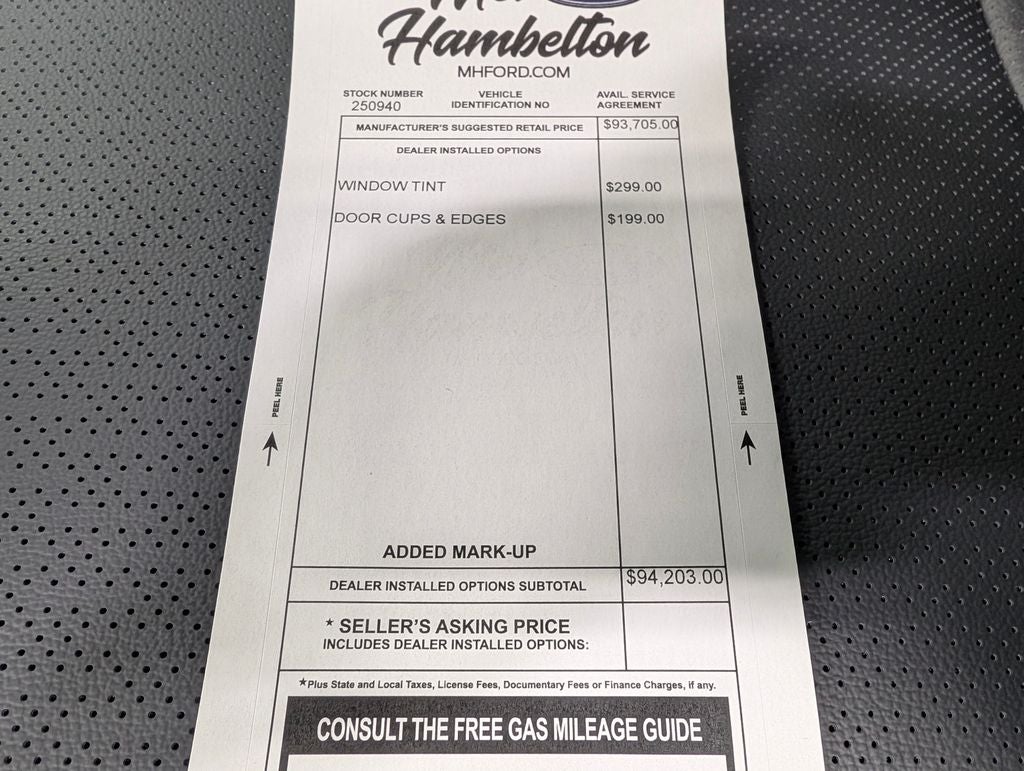 Hambelton
MHFORD.COM
STOCK NUMBER
250940
VEHICLE
IDENTIFICATION NO
AVAIL. SERVICE
AGREEMENT
MANUFACTURER'S SUGGESTED RETAIL PRICE $93,705.00
DEALER INSTALLED OPTIONS
WINDOW TINT $299.00
DOOR CUPS & EDGES $199.00
PEEL HERE
PEEL HERE
ADDED MARK-UP
DEALER INSTALLED OPTIONS SUBTOTAL $94,203.00
* SELLER'S ASKING PRICE
INCLUDES DEALER INSTALLED OPTIONS:
*Plus State and Local Taxes, License Fees, Documentary Fees or Finance Charges, if any.
CONSULT THE FREE GAS MILEAGE GUIDE